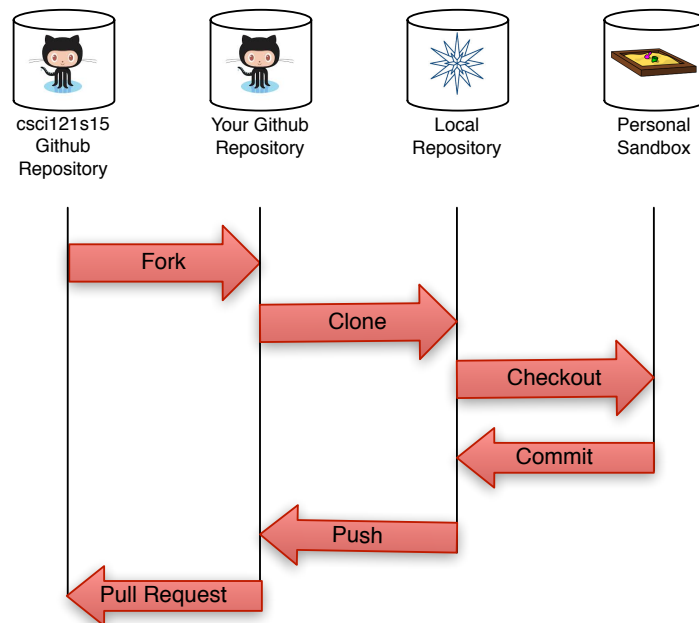 csci121s15
Github
Repository
Your Github
Repository
Local
Repository
Personal
Sandbox
Fork
Clone
Checkout
Commit
Push
Pull Request